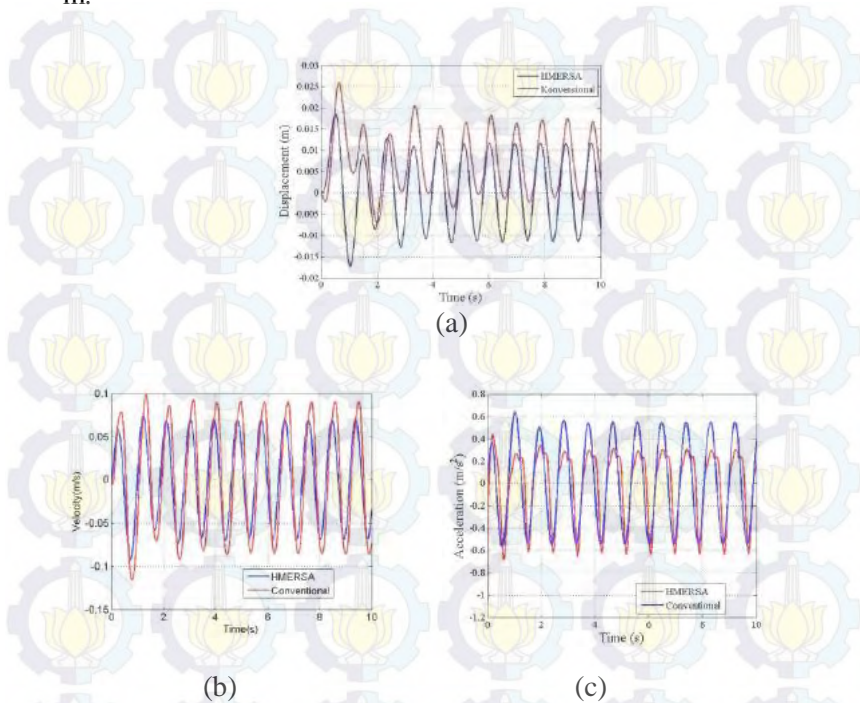 m.
0.03
0.025
0.02
0.015
0.01
0.005
0
-0.005
-0.01
-0.015
-0.02
Displacement (m)
HMERSA
Konvensional
0 2 4 6 8 10
Time (s)
(a)
0.1
0.05
0
-0.05
-0.1
-0.15
Velocity(m/s)
HMERSA
Conventional
0 2 4 6 8 10
Time(s)
(b)
0.8
0.6
0.4
0.2
0
-0.2
-0.4
-0.6
-0.8
-1
-1.2
Acceleration (m/s²)
HMERSA
Conventional
0 2 4 6 8 10
Time (s)
(c)